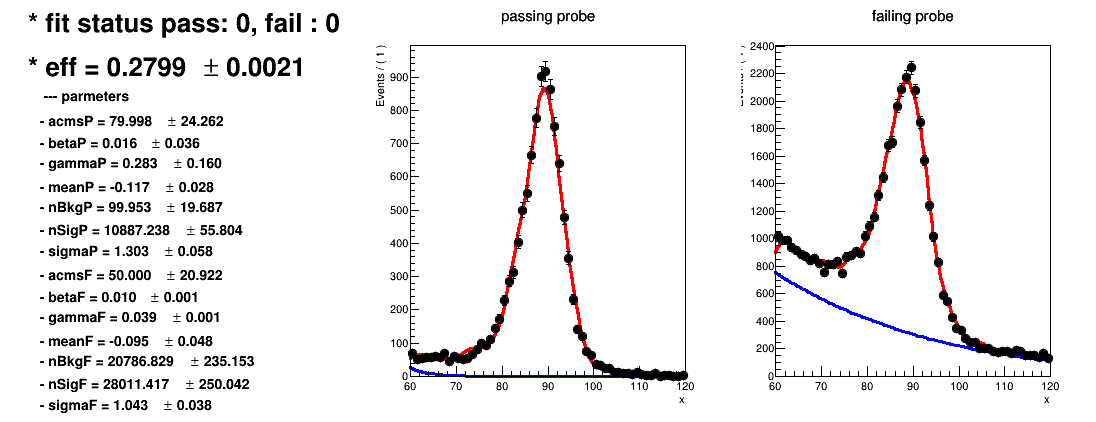 * fit status pass: 0, fail : 0
* eff = 0.2799 ± 0.0021
--- parmeters
- acmsP = 79.998 ± 24.262
- betaP = 0.016 ± 0.036
- gammaP = 0.283 ± 0.160
- meanP = -0.117 ± 0.028
- nBkgP = 99.953 ± 19.687
- nSigP = 10887.238 ± 55.804
- sigmaP = 1.303 ± 0.058
- acmsF = 50.000 ± 20.922
- betaF = 0.010 ± 0.001
- gammaF = 0.039 ± 0.001
- meanF = -0.095 ± 0.048
- nBkgF = 20786.829 ± 235.153
- nSigF = 28011.417 ± 250.042
- sigmaF = 1.043 ± 0.038
passing probe
Events / ( 1 )
900
800
700
600
500
400
300
200
100
0
60 70 80 90 100 110 120
x
failing probe
2400
2200
2000
1800
1600
1400
1200
1000
800
600
400
200
0
60 70 80 90 100 110 120
x